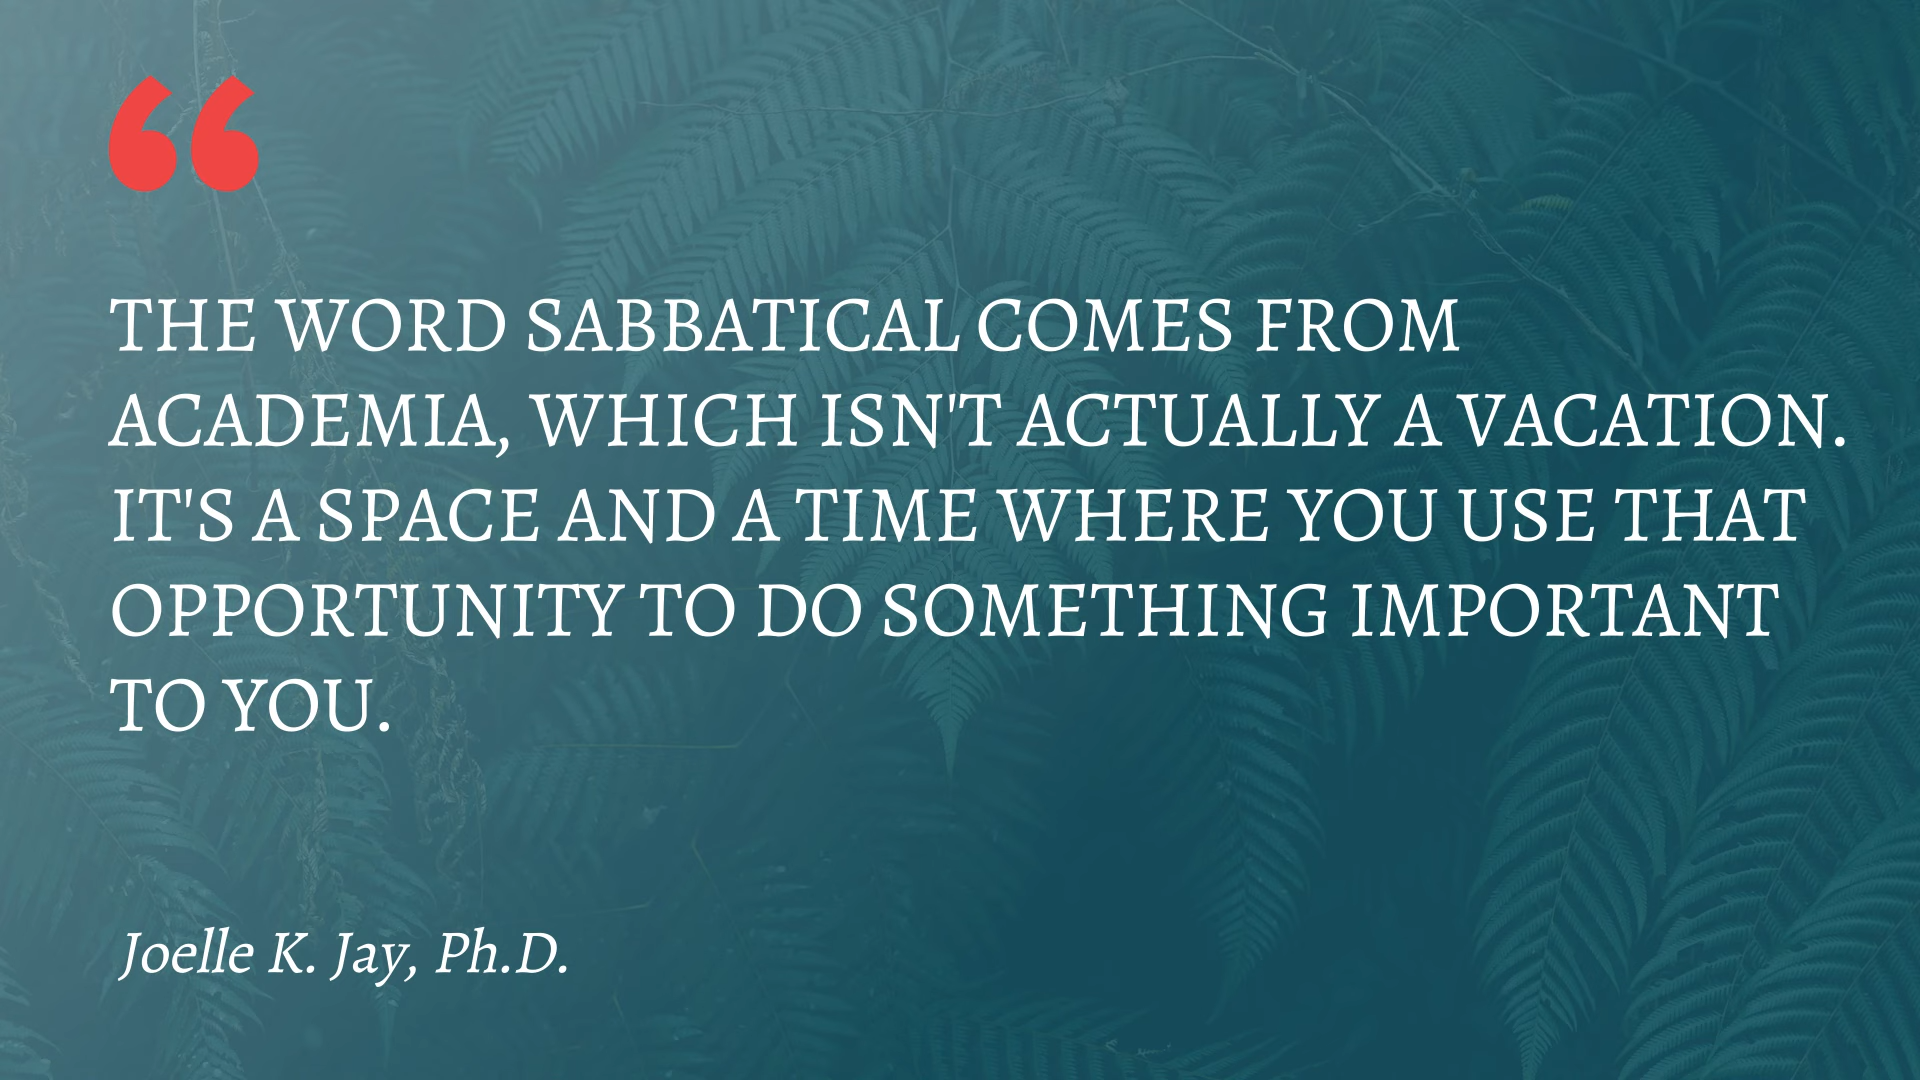 “
THE WORD SABBATICAL COMES FROM
ACADEMIA, WHICH ISN'T ACTUALLY A VACATION.
IT'S A SPACE AND A TIME WHERE YOU USE THAT
OPPORTUNITY TO DO SOMETHING IMPORTANT
TO YOU.
Joelle K. Jay, Ph.D.